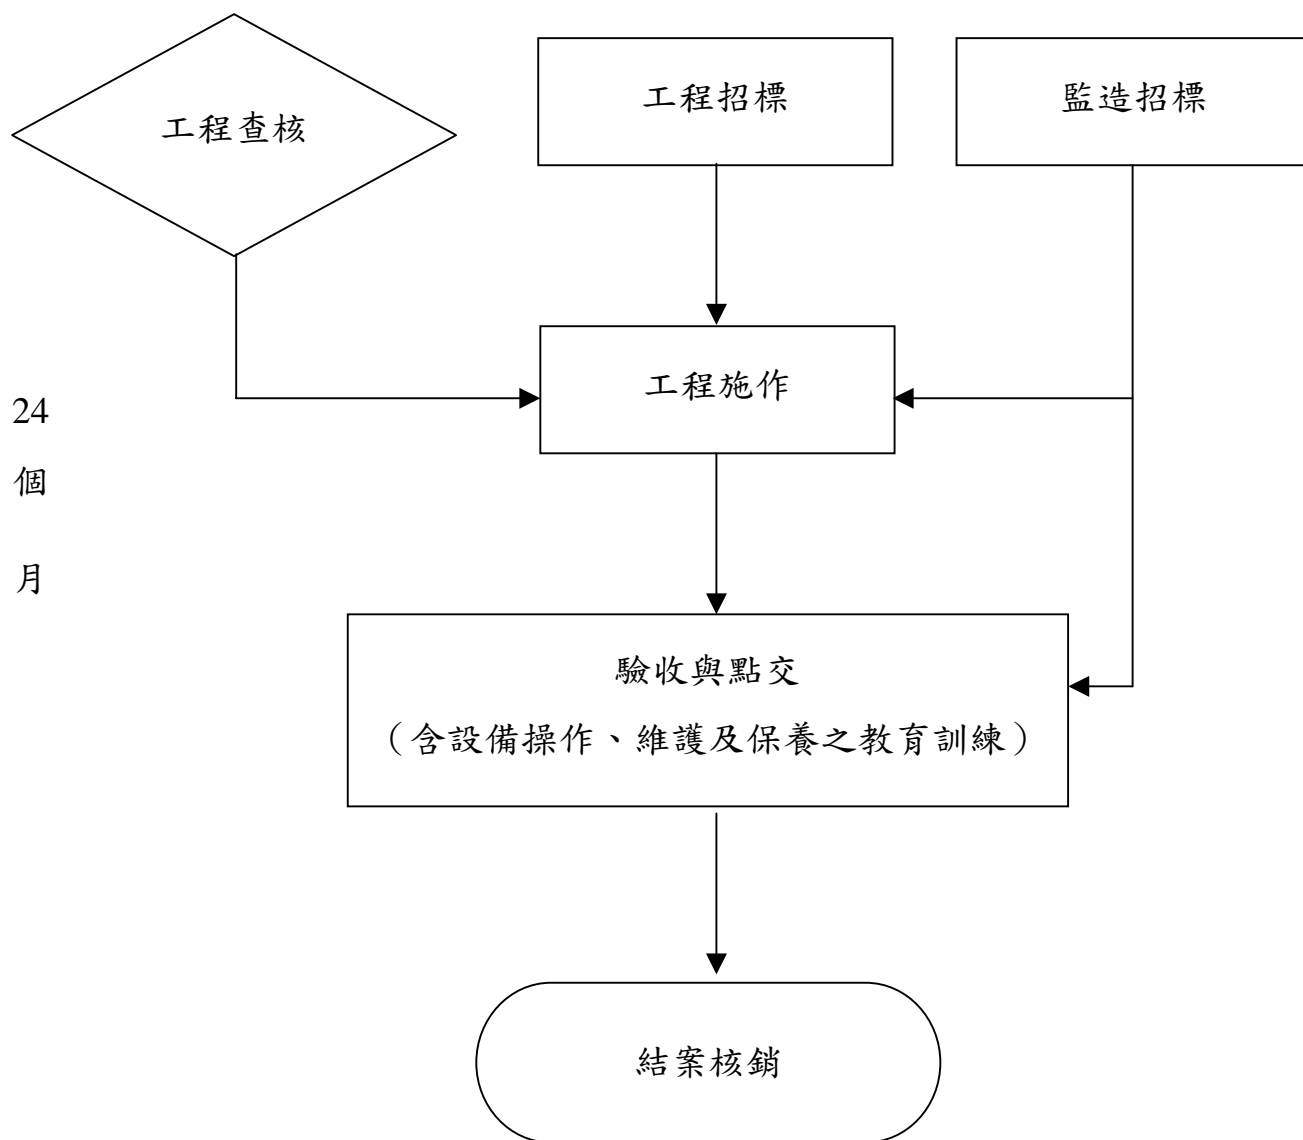 工程查核
工程招標
監造招標
工程施作
24
個
月
驗收與點交
（含設備操作、維護及保養之教育訓練）
結案核銷